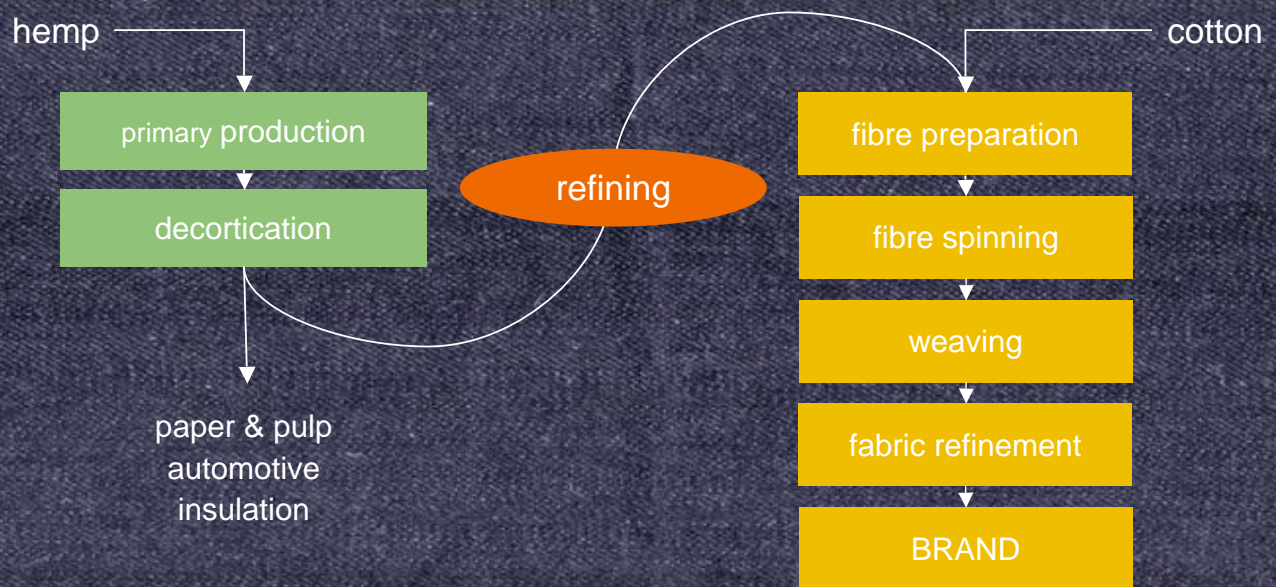 hemp
primary production
decortication
paper & pulp
automotive
insulation
refining
cotton
fibre preparation
fibre spinning
weaving
fabric refinement
BRAND